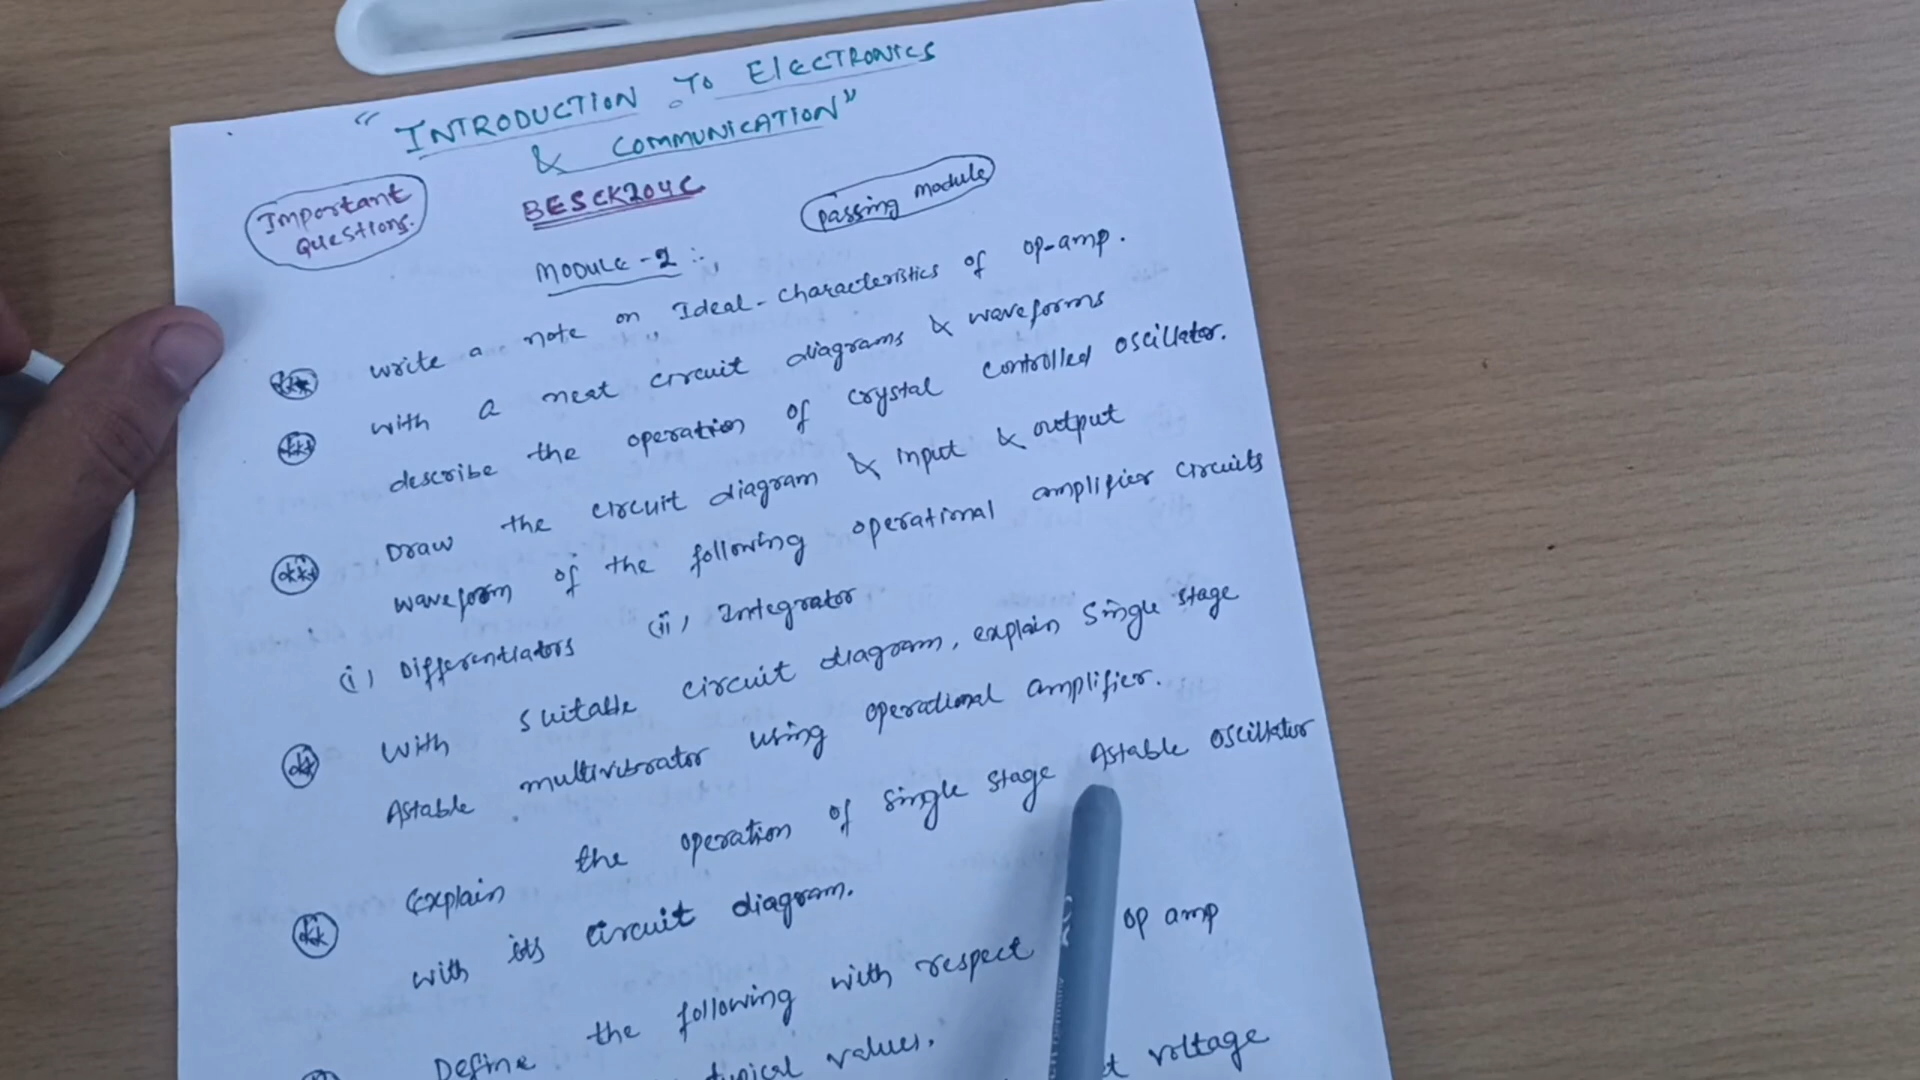 "INTRODUCTION TO ELECTRONICS
& COMMUNICATION"
Important
Questions.
BESCK204C
Passing module
MODULE-2:-
write a note on Ideal-characteristics of op-amp.
with a neat circuit diagrams & waveforms
describe the operation of crystal controlled oscillator.
Draw the circuit diagram & input & output
waveform of the following operational amplifier circuits
(i) Differentiators (ii) Integrator
With suitable circuit diagram, explain Single stage
Astable multivibrator using operational amplifier.
Explain the operation of single stage Astable oscillator
with its circuit diagram.
Define the following with respect op amp
typical values.
voltage